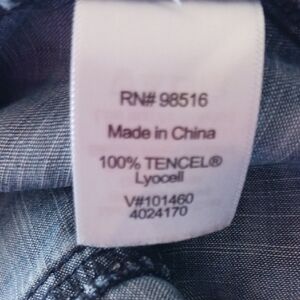 RN# 98516
Made in China
100% TENCEL®
Lyocell
V#101460
4024170